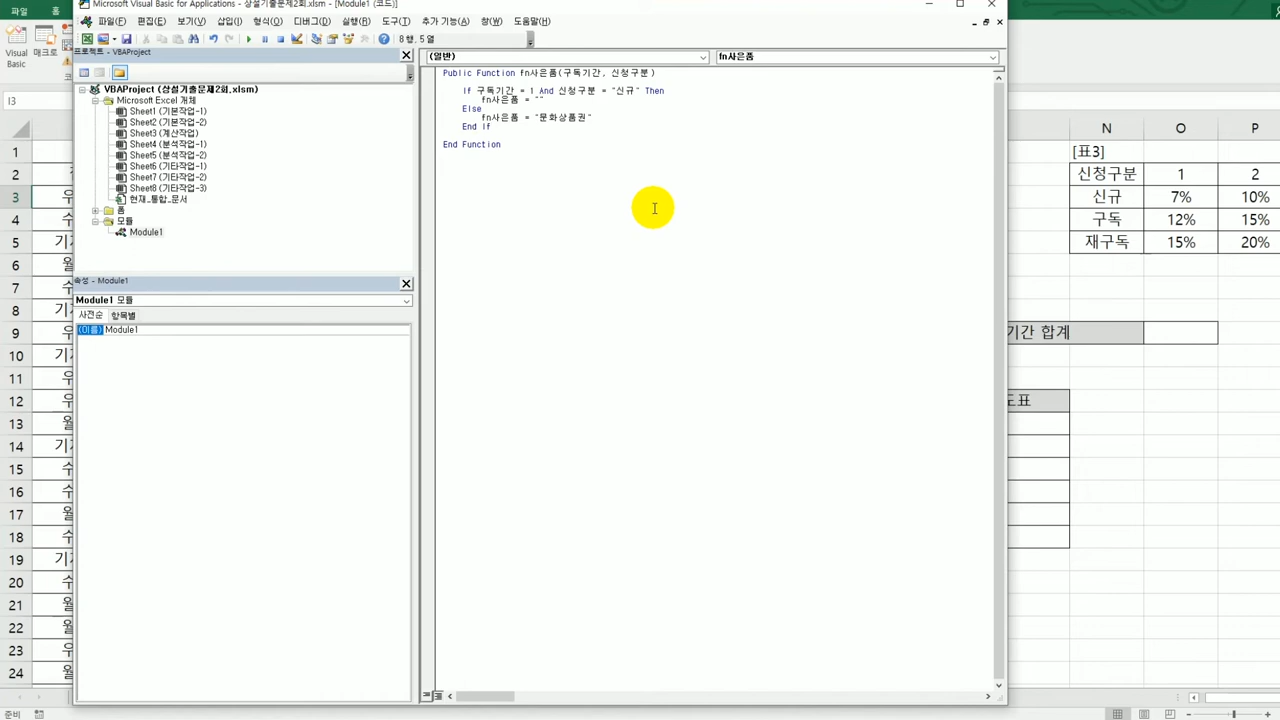 파일 홈
Microsoft Visual Basic for Applications - 상설기출문제2회.xlsm - [Module1 (코드)]
파일(F) 편집(E) 보기(V) 삽입(I) 형식(O) 디버그(D) 실행(R) 도구(T) 추가 기능(A) 창(W) 도움말(H)
Visual Basic 매크로
8 행, 5 열
프로젝트 - VBAProject
(일반) fn사은품
VBAProject (상설기출문제2회.xlsm)
Microsoft Excel 개체
Sheet1 (기본작업-1)
Sheet2 (기본작업-2)
Sheet3 (계산작업)
Sheet4 (분석작업-1)
Sheet5 (분석작업-2)
Sheet6 (기타작업-1)
Sheet7 (기타작업-2)
Sheet8 (기타작업-3)
현재_통합_문서
폼
모듈
Module1
속성 - Module1
Module1 모듈
사전순 항목별
(이름) Module1
Public Function fn사은품(구독기간, 신청구분)
If 구독기간 = 1 And 신청구분 = "신규" Then
fn사은품 = ""
Else
fn사은품 = "문화상품권"
End If
End Function
I3
1
2
3
4
5
6
7
8
9
10
11
12
13
14
15
16
17
18
19
20
21
22
23
24
N O P
[표3]
신청구분 1 2
신규 7% 10%
구독 12% 15%
재구독 15% 20%
기간 합계
도표
준비